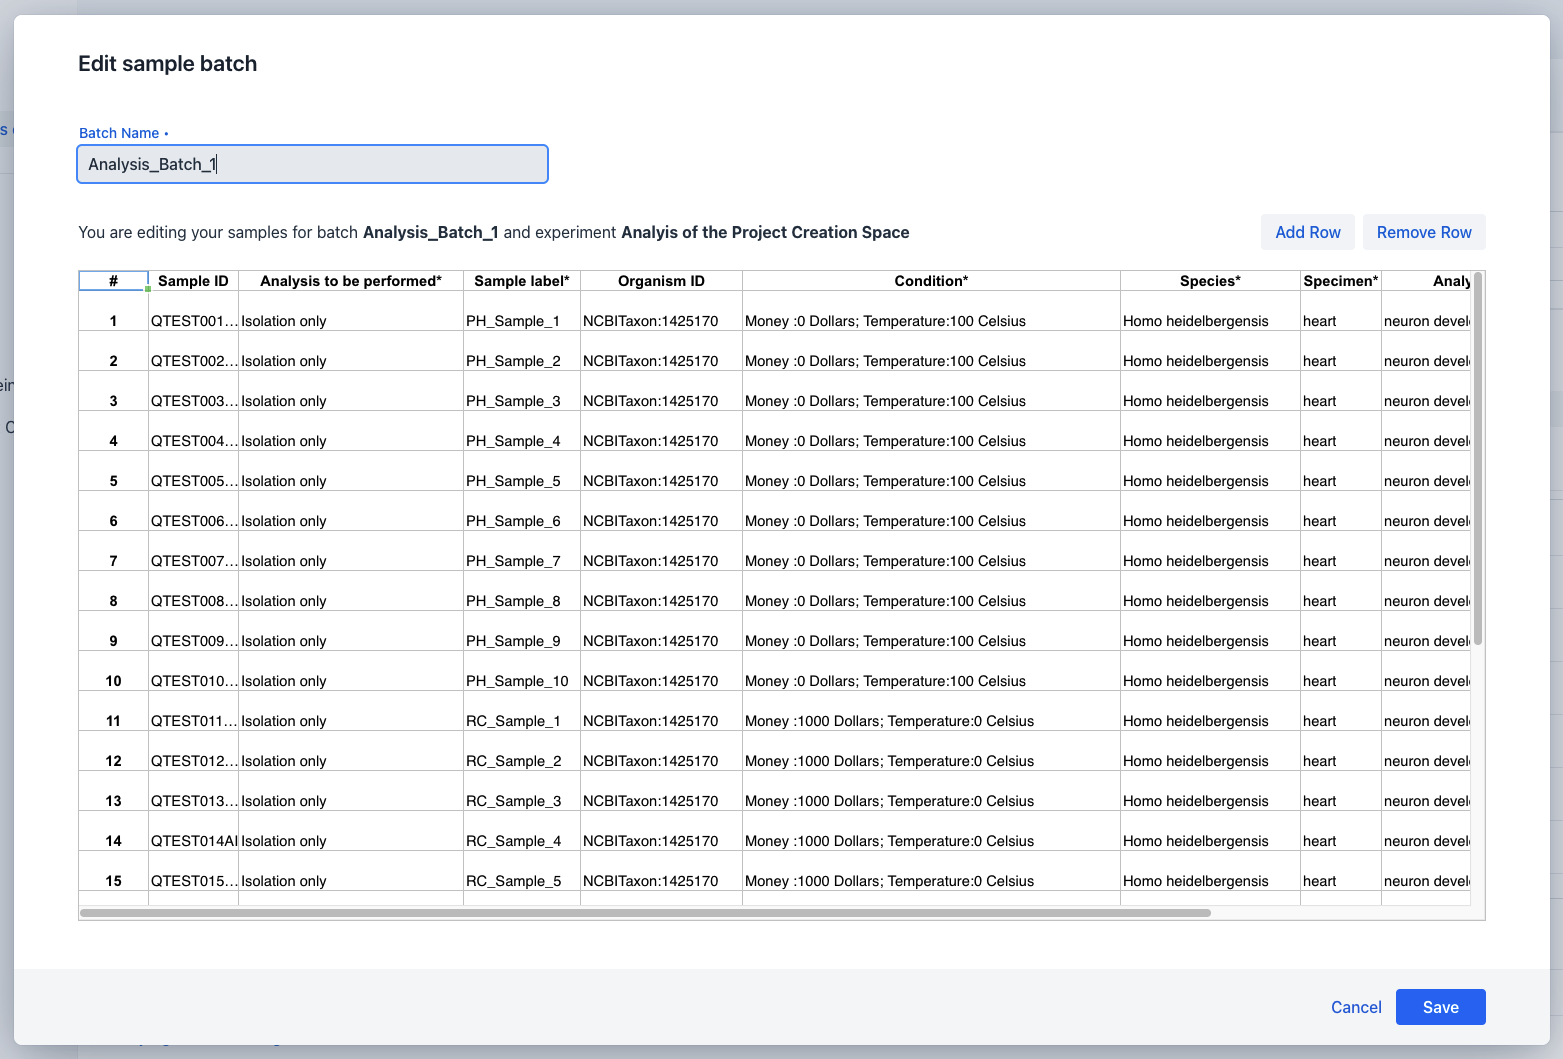 Edit sample batch
Batch Name •
Analysis_Batch_1
You are editing your samples for batch Analysis_Batch_1 and experiment Analyis of the Project Creation Space
Add Row Remove Row
# Sample ID Analysis to be performed* Sample label* Organism ID Condition* Species* Specimen* Analy
1 QTEST001... Isolation only PH_Sample_1 NCBITaxon:1425170 Money :0 Dollars; Temperature:100 Celsius Homo heidelbergensis heart neuron devel
2 QTEST002... Isolation only PH_Sample_2 NCBITaxon:1425170 Money :0 Dollars; Temperature:100 Celsius Homo heidelbergensis heart neuron devel
3 QTEST003... Isolation only PH_Sample_3 NCBITaxon:1425170 Money :0 Dollars; Temperature:100 Celsius Homo heidelbergensis heart neuron devel
4 QTEST004... Isolation only PH_Sample_4 NCBITaxon:1425170 Money :0 Dollars; Temperature:100 Celsius Homo heidelbergensis heart neuron devel
5 QTEST005... Isolation only PH_Sample_5 NCBITaxon:1425170 Money :0 Dollars; Temperature:100 Celsius Homo heidelbergensis heart neuron devel
6 QTEST006... Isolation only PH_Sample_6 NCBITaxon:1425170 Money :0 Dollars; Temperature:100 Celsius Homo heidelbergensis heart neuron devel
7 QTEST007... Isolation only PH_Sample_7 NCBITaxon:1425170 Money :0 Dollars; Temperature:100 Celsius Homo heidelbergensis heart neuron devel
8 QTEST008... Isolation only PH_Sample_8 NCBITaxon:1425170 Money :0 Dollars; Temperature:100 Celsius Homo heidelbergensis heart neuron devel
9 QTEST009... Isolation only PH_Sample_9 NCBITaxon:1425170 Money :0 Dollars; Temperature:100 Celsius Homo heidelbergensis heart neuron devel
10 QTEST010... Isolation only PH_Sample_10 NCBITaxon:1425170 Money :0 Dollars; Temperature:100 Celsius Homo heidelbergensis heart neuron devel
11 QTEST011... Isolation only RC_Sample_1 NCBITaxon:1425170 Money :1000 Dollars; Temperature:0 Celsius Homo heidelbergensis heart neuron devel
12 QTEST012... Isolation only RC_Sample_2 NCBITaxon:1425170 Money :1000 Dollars; Temperature:0 Celsius Homo heidelbergensis heart neuron devel
13 QTEST013... Isolation only RC_Sample_3 NCBITaxon:1425170 Money :1000 Dollars; Temperature:0 Celsius Homo heidelbergensis heart neuron devel
14 QTEST014AI Isolation only RC_Sample_4 NCBITaxon:1425170 Money :1000 Dollars; Temperature:0 Celsius Homo heidelbergensis heart neuron devel
15 QTEST015... Isolation only RC_Sample_5 NCBITaxon:1425170 Money :1000 Dollars; Temperature:0 Celsius Homo heidelbergensis heart neuron devel
Cancel Save